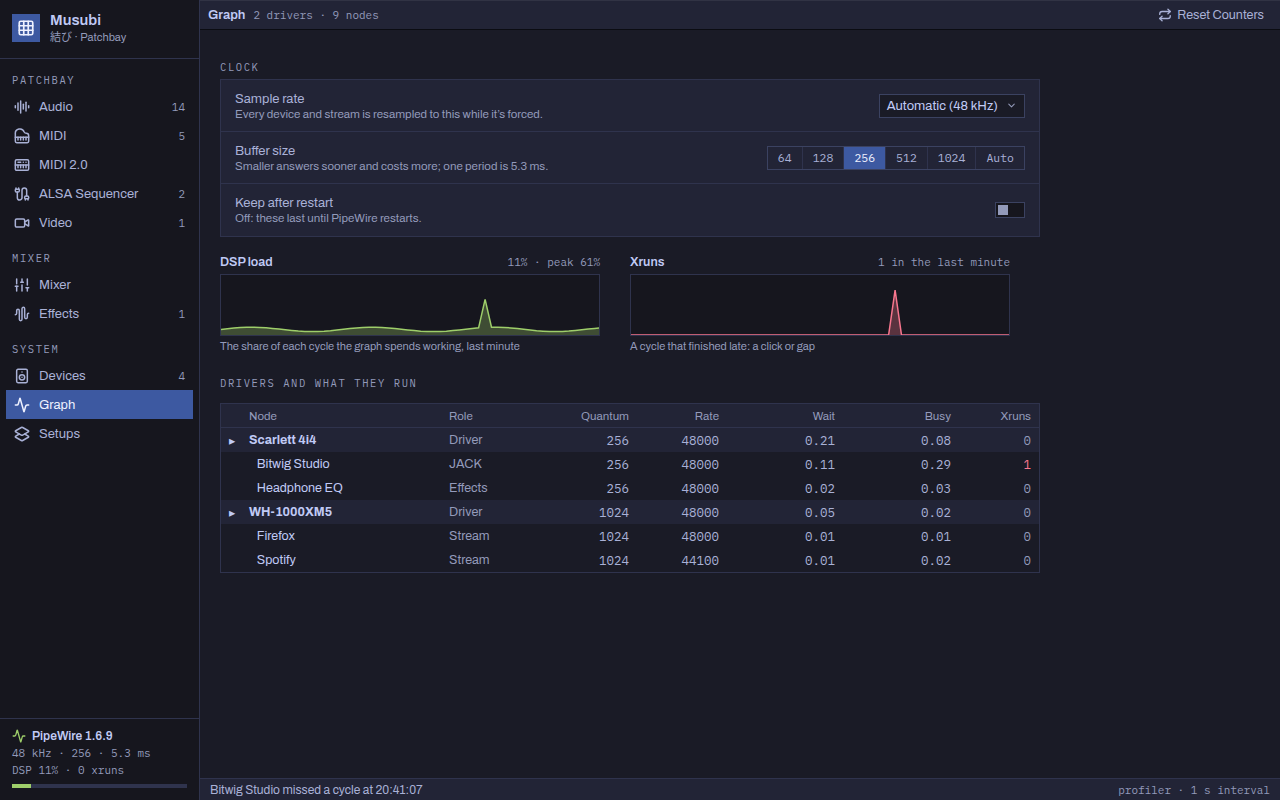 Musubi
結び · Patchbay
PATCHBAY
Audio 14
MIDI 5
MIDI 2.0
ALSA Sequencer 2
Video 1
MIXER
Mixer
Effects 1
SYSTEM
Devices 4
Graph
Setups
PipeWire 1.6.9
48 kHz · 256 · 5.3 ms
DSP 11% · 0 xruns
Graph 2 drivers · 9 nodes Reset Counters
CLOCK
Sample rate
Every device and stream is resampled to this while it's forced.
Automatic (48 kHz)
Buffer size
Smaller answers sooner and costs more; one period is 5.3 ms.
64 128 256 512 1024 Auto
Keep after restart
Off: these last until PipeWire restarts.
DSP load 11% · peak 61%
The share of each cycle the graph spends working, last minute
Xruns 1 in the last minute
A cycle that finished late: a click or gap
DRIVERS AND WHAT THEY RUN
Node Role Quantum Rate Wait Busy Xruns
▸ Scarlett 4i4 Driver 256 48000 0.21 0.08 0
Bitwig Studio JACK 256 48000 0.11 0.29 1
Headphone EQ Effects 256 48000 0.02 0.03 0
▸ WH-1000XM5 Driver 1024 48000 0.05 0.02 0
Firefox Stream 1024 48000 0.01 0.01 0
Spotify Stream 1024 44100 0.01 0.02 0
Bitwig Studio missed a cycle at 20:41:07 profiler · 1 s interval